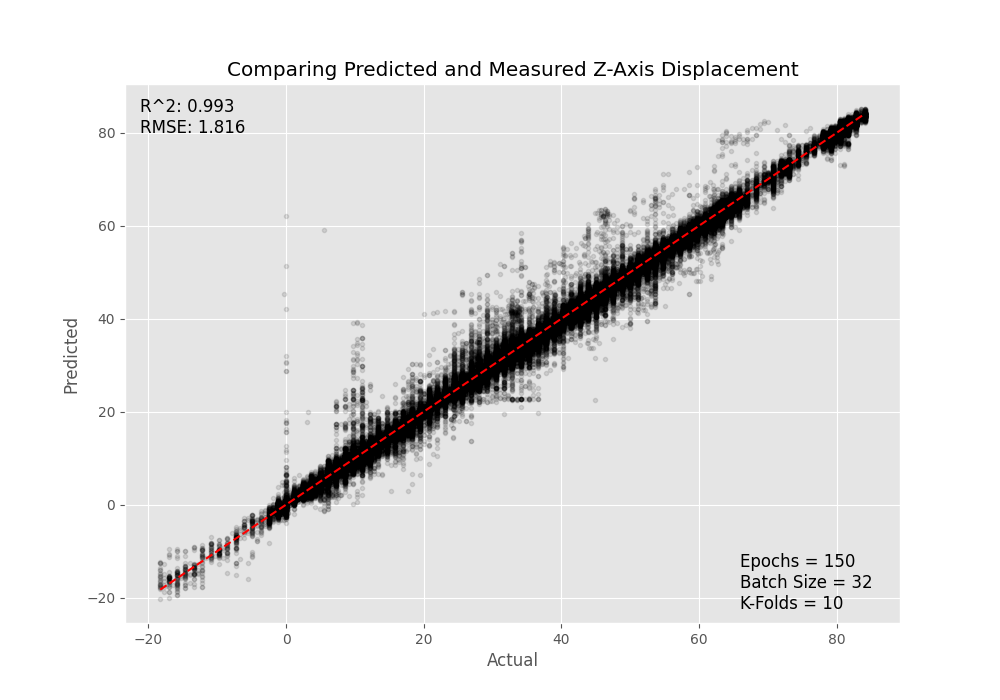 Comparing Predicted and Measured Z-Axis Displacement
R^2: 0.993
RMSE: 1.816
80
60
40
20
0
−20
Predicted
Epochs = 150
Batch Size = 32
K-Folds = 10
−20
0
20
40
60
80
Actual